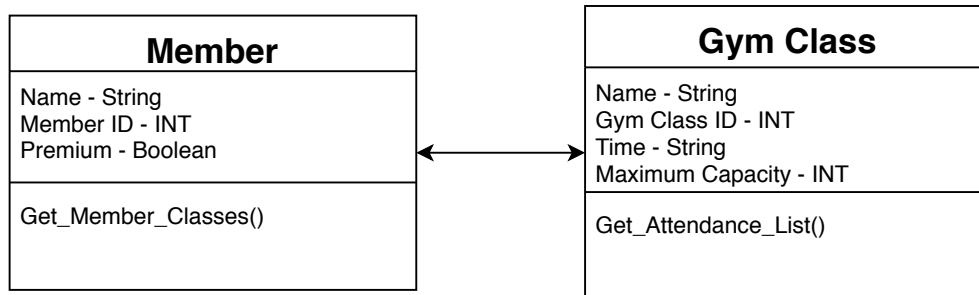 Member
Name - String
Member ID - INT
Premium - Boolean
Get_Member_Classes()
Gym Class
Name - String
Gym Class ID - INT
Time - String
Maximum Capacity - INT
Get_Attendance_List()